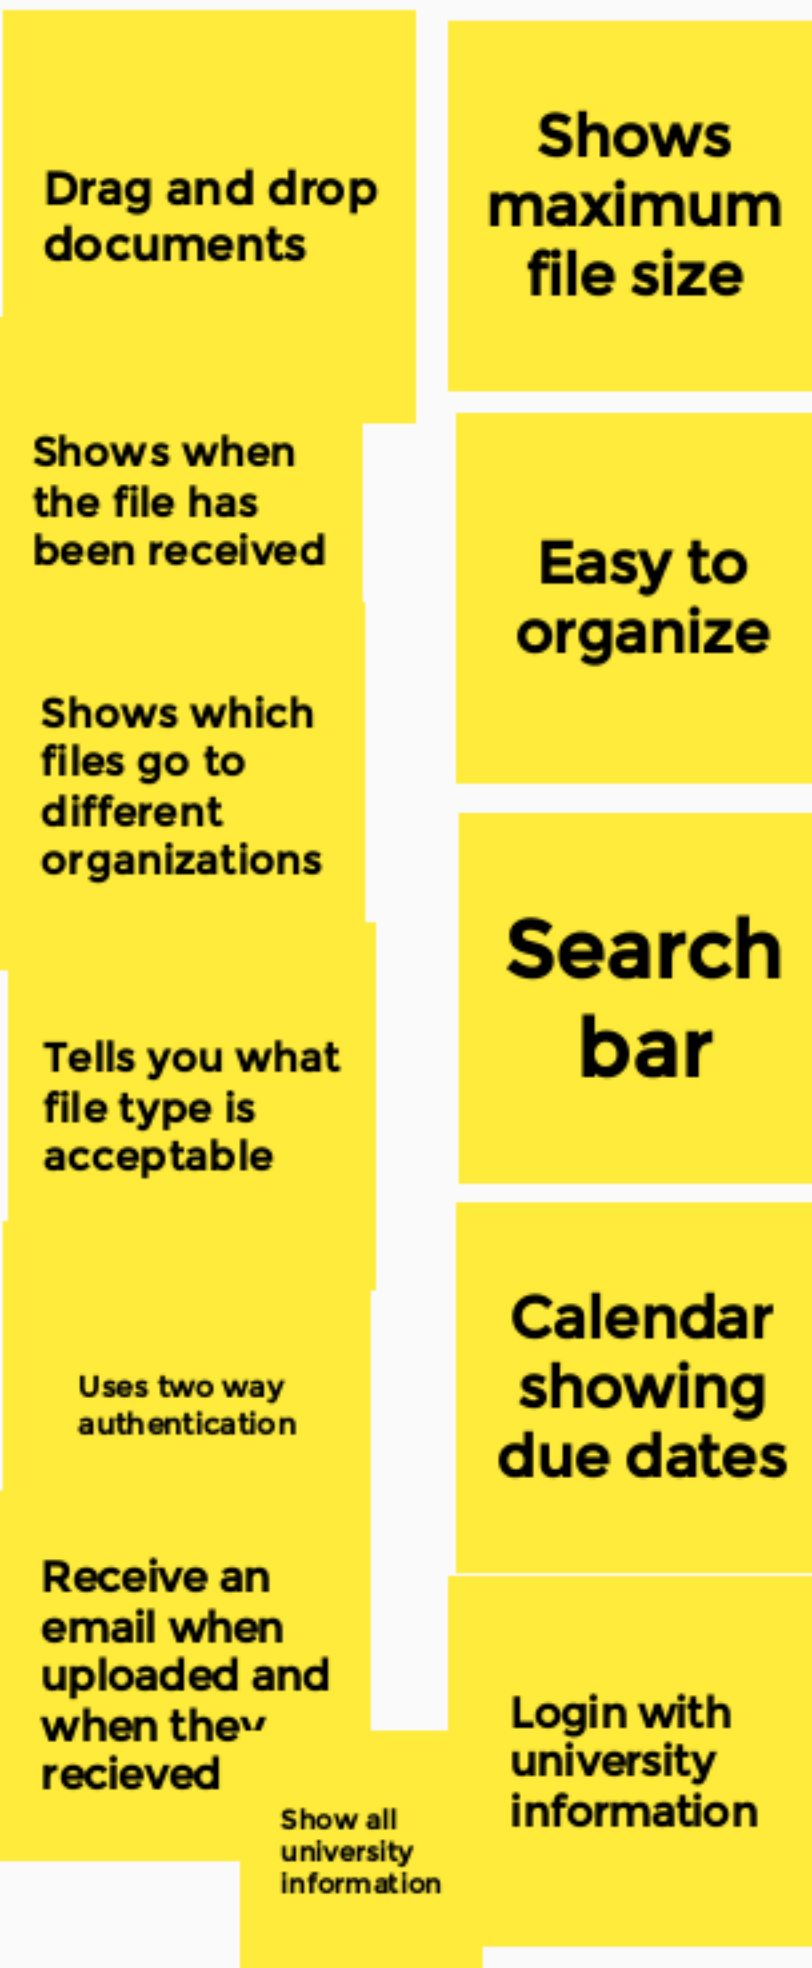 Drag and drop
documents
Shows when
the file has
been received
Shows which
files go to
different
organizations
Tells you what
file type is
acceptable
Uses two way
authentication
Receive an
email when
uploaded and
when they
recieved
Show all
university
information
Shows
maximum
file size
Easy to
organize
Search
bar
Calendar
showing
due dates
Login with
university
information